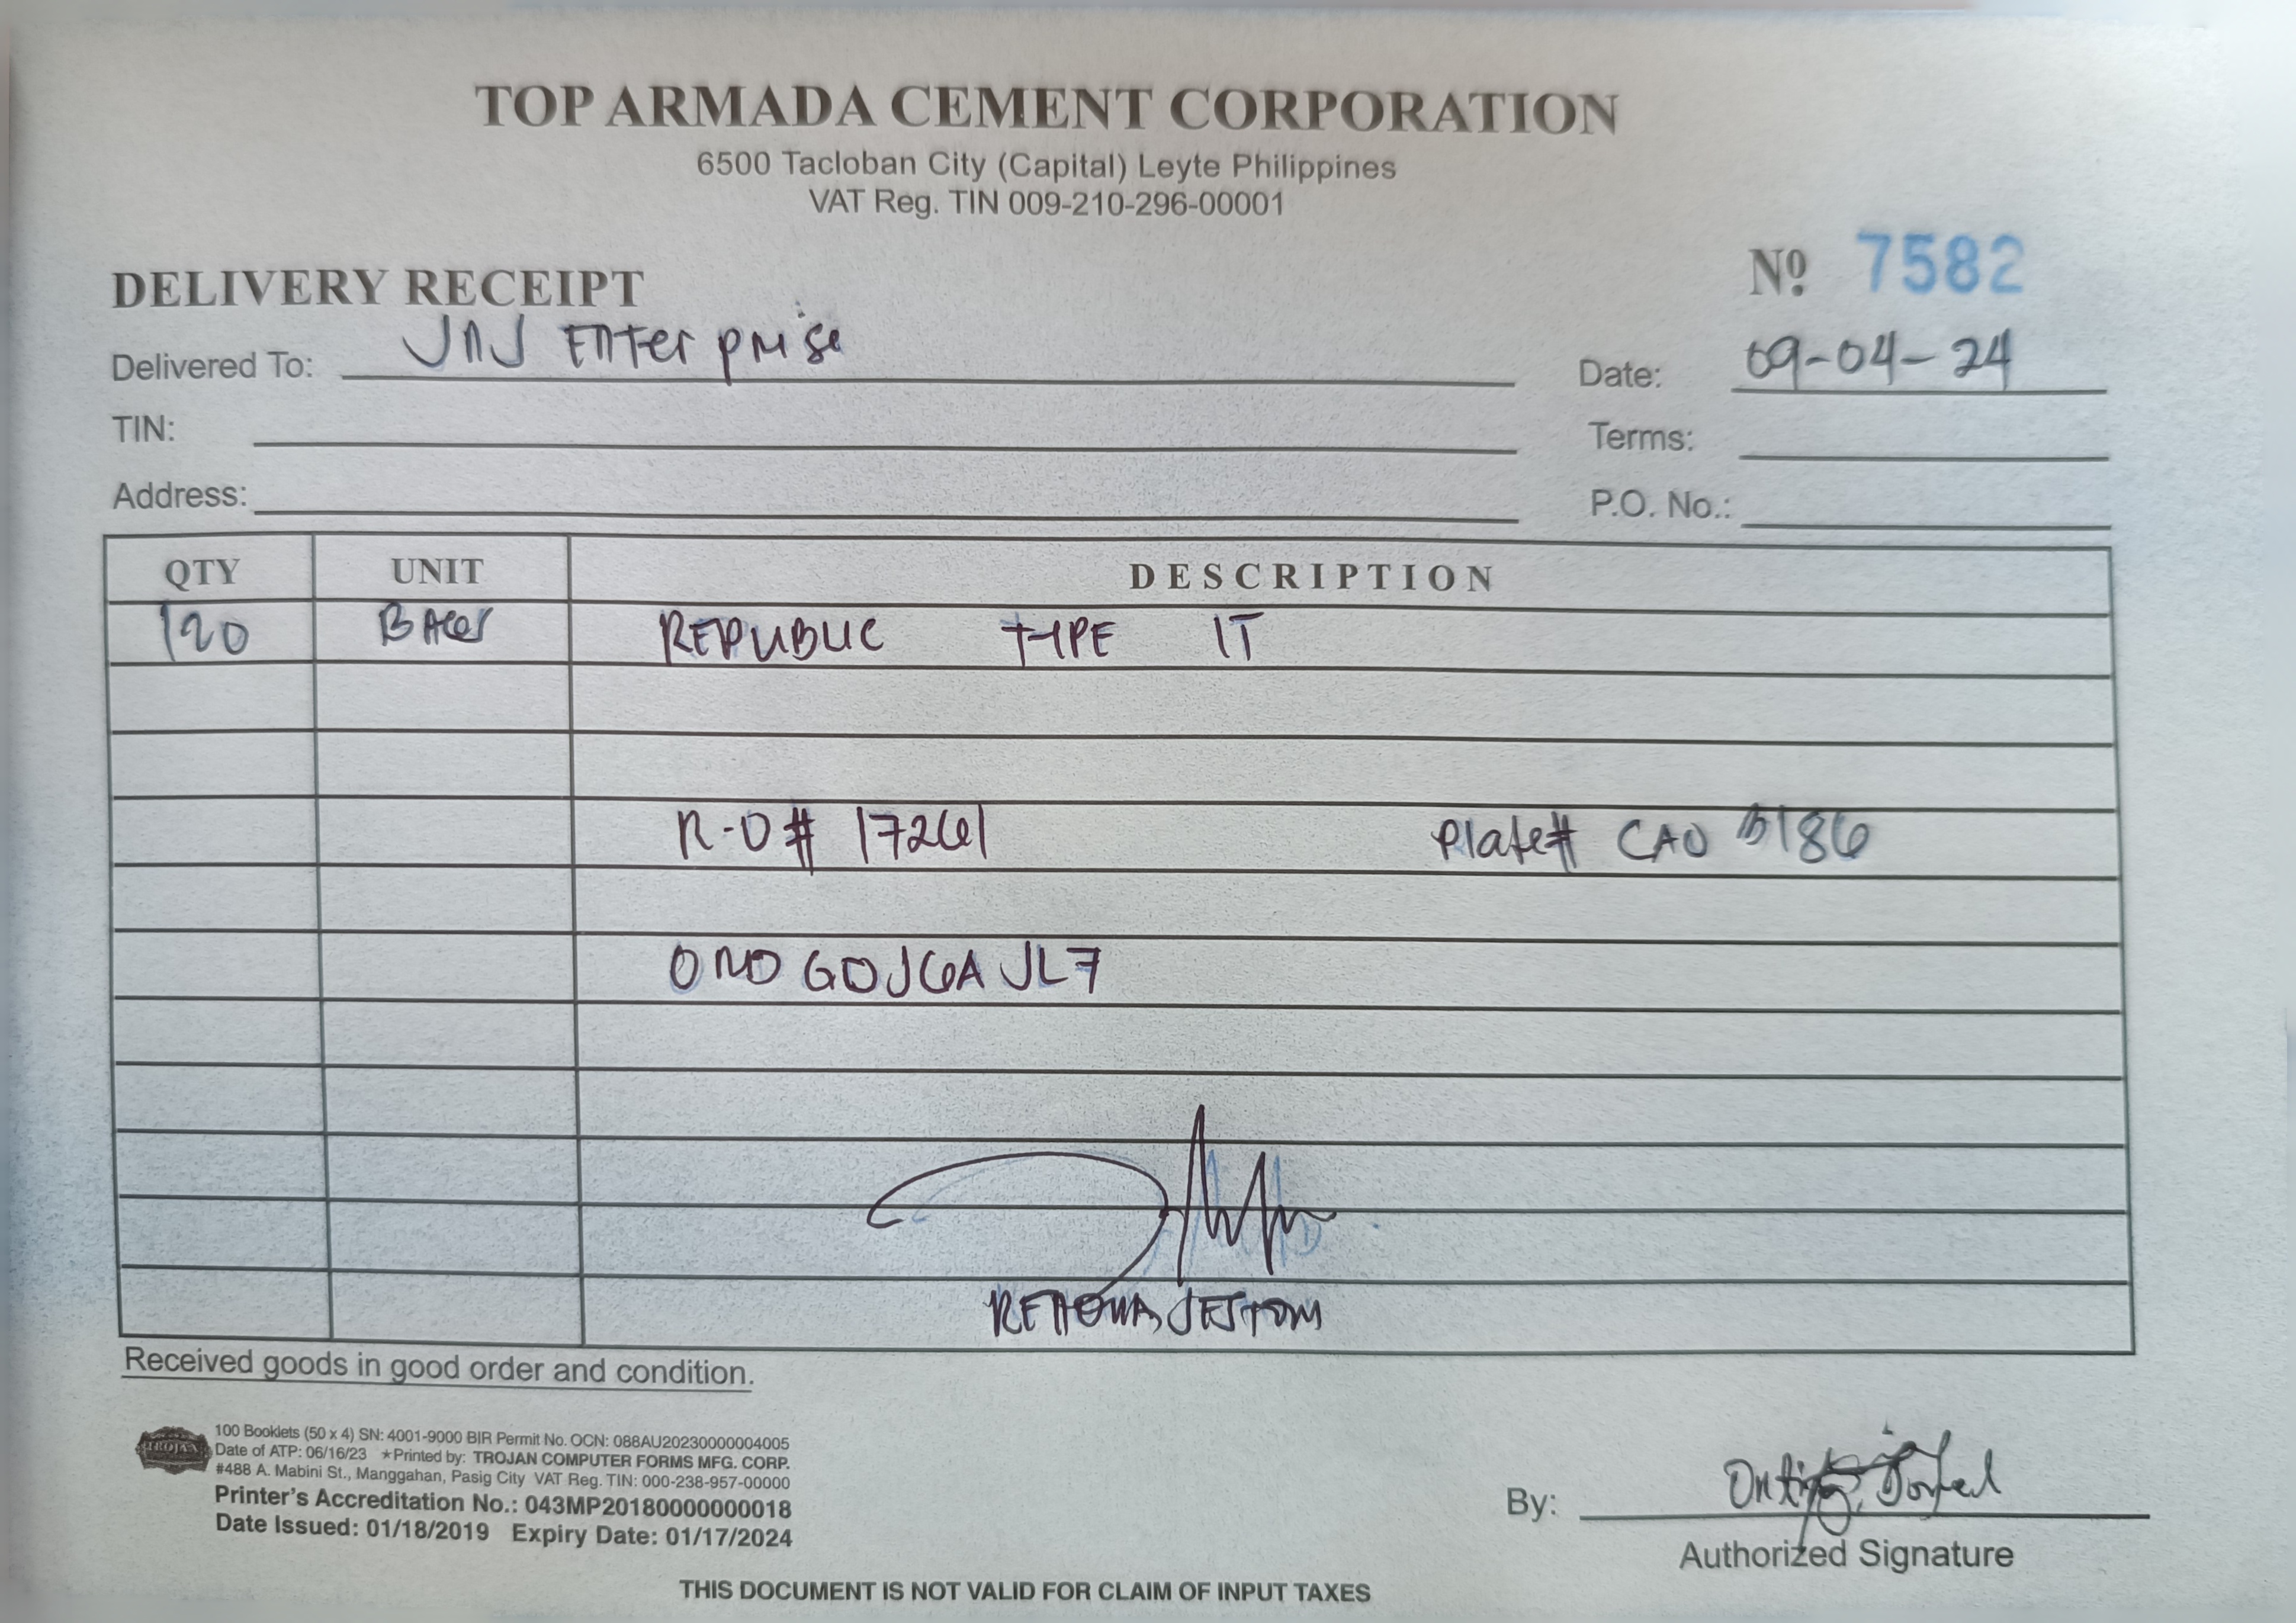 TOP ARMADA CEMENT CORPORATION
6500 Tacloban City (Capital) Leyte Philippines
VAT Reg. TIN 009-210-296-00001
DELIVERY RECEIPT
Nº 7582
Delivered To: JNJ Enterprise
Date: 09-04-24
TIN:
Terms:
Address:
P.O. No.:
QTY UNIT DESCRIPTION
120 BAGS REPUBLIC TYPE 1T
R-O# 17261 Plate# CAO 5186
ONO GOJ6A JL7
Received goods in good order and condition.
TROJAN
100 Booklets (50 x 4) SN: 4001-9000 BIR Permit No. OCN: 088AU20230000004005
Date of ATP: 06/16/23 ★Printed by: TROJAN COMPUTER FORMS MFG. CORP.
#488 A. Mabini St., Manggahan, Pasig City VAT Reg. TIN: 000-238-957-00000
Printer's Accreditation No.: 043MP20180000000018
Date Issued: 01/18/2019 Expiry Date: 01/17/2024
By:
Authorized Signature
THIS DOCUMENT IS NOT VALID FOR CLAIM OF INPUT TAXES